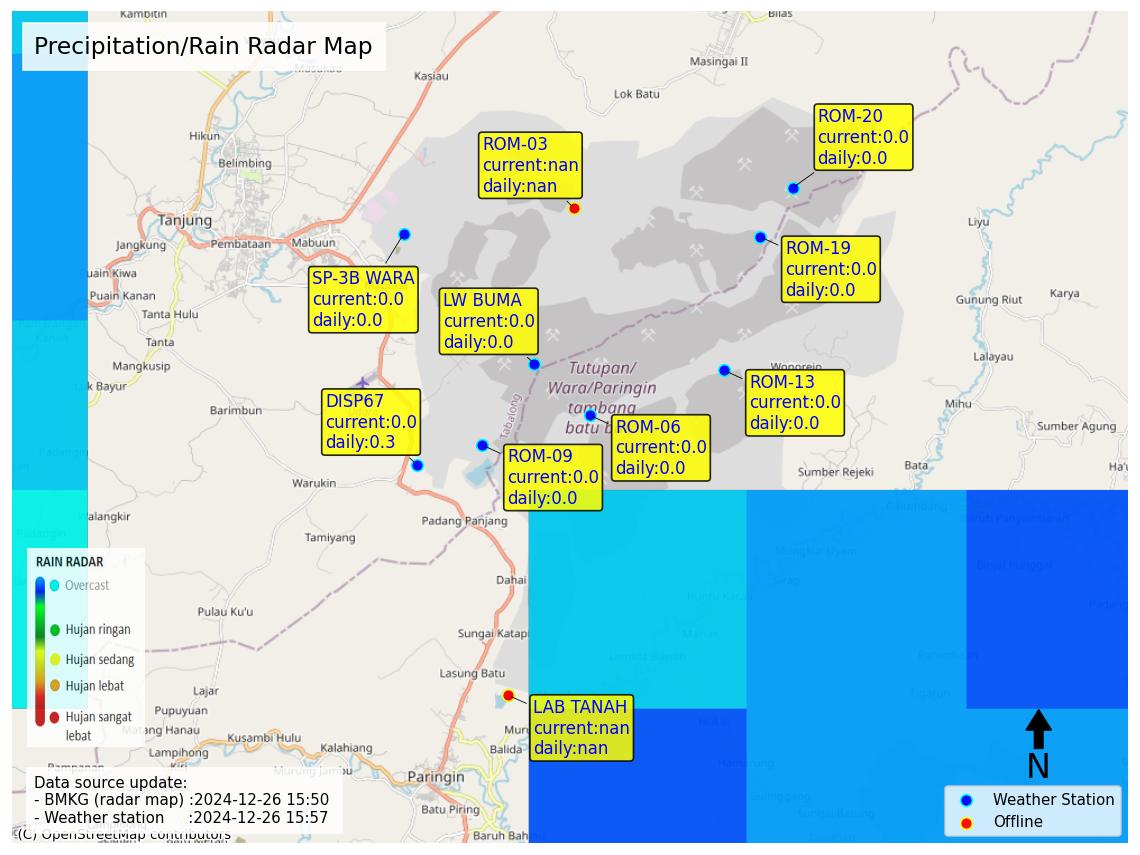 Precipitation/Rain Radar Map
Kambitin
Bilas
Masingai II
Masukau
Kasiau
Lok Batu
Hikun
Belimbing
Tanjung
Jangkung
Pembataan
Mabuun
Puain Kiwa
Puain Kanan
Tanta Hulu
Tanta
Mangkusip
Luk Bayur
Barimbun
Warukin
Walangkir
Tamiyang
Padang Panjang
Dahai
Pulau Ku'u
Sungai Katapi
Lasung Batu
Lajar
Pupuyuan
Matang Hanau
Lampihong
Kusambi Hulu
Kalahiang
Murung Jambu
Paringin
Balida
Batu Piring
Baruh Bahinu
Liyu
Gunung Riut
Karya
Lalayau
Mihu
Sumber Agung
Bata
Sumber Rejeki
Wonorejo
Tabalong
Tutupan/
Wara/Paringin
tambang
batu b
ROM-03
current:nan
daily:nan
ROM-20
current:0.0
daily:0.0
ROM-19
current:0.0
daily:0.0
SP-3B WARA
current:0.0
daily:0.0
LW BUMA
current:0.0
daily:0.0
ROM-13
current:0.0
daily:0.0
DISP67
current:0.0
daily:0.3
ROM-06
current:0.0
daily:0.0
ROM-09
current:0.0
daily:0.0
LAB TANAH
current:nan
daily:nan
RAIN RADAR
Overcast
Hujan ringan
Hujan sedang
Hujan lebat
Hujan sangat
lebat
Data source update:
- BMKG (radar map) :2024-12-26 15:50
- Weather station :2024-12-26 15:57
(C) OpenStreetMap contributors
N
Weather Station
Offline